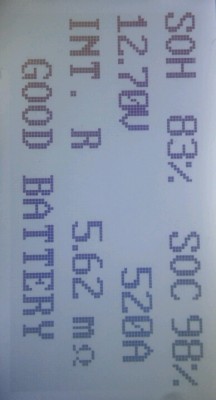 SOH 83% SOC 98%
12.70V 520A
INT. R 5.62 mΩ
GOOD BATTERY